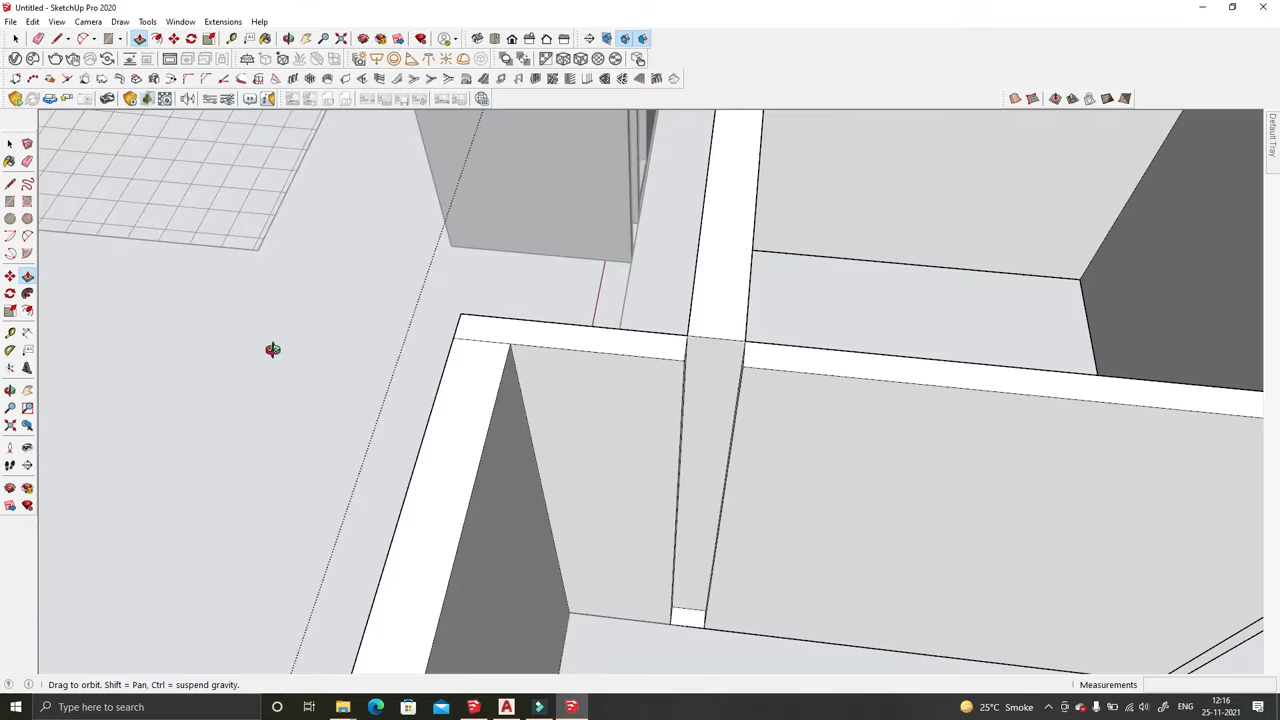 Untitled - SketchUp Pro 2020
File Edit View Camera Draw Tools Window Extensions Help
Default Tray
Drag to orbit. Shift = Pan, Ctrl = suspend gravity.
Measurements
Type here to search
25°C Smoke
ENG
12:16
25-11-2021